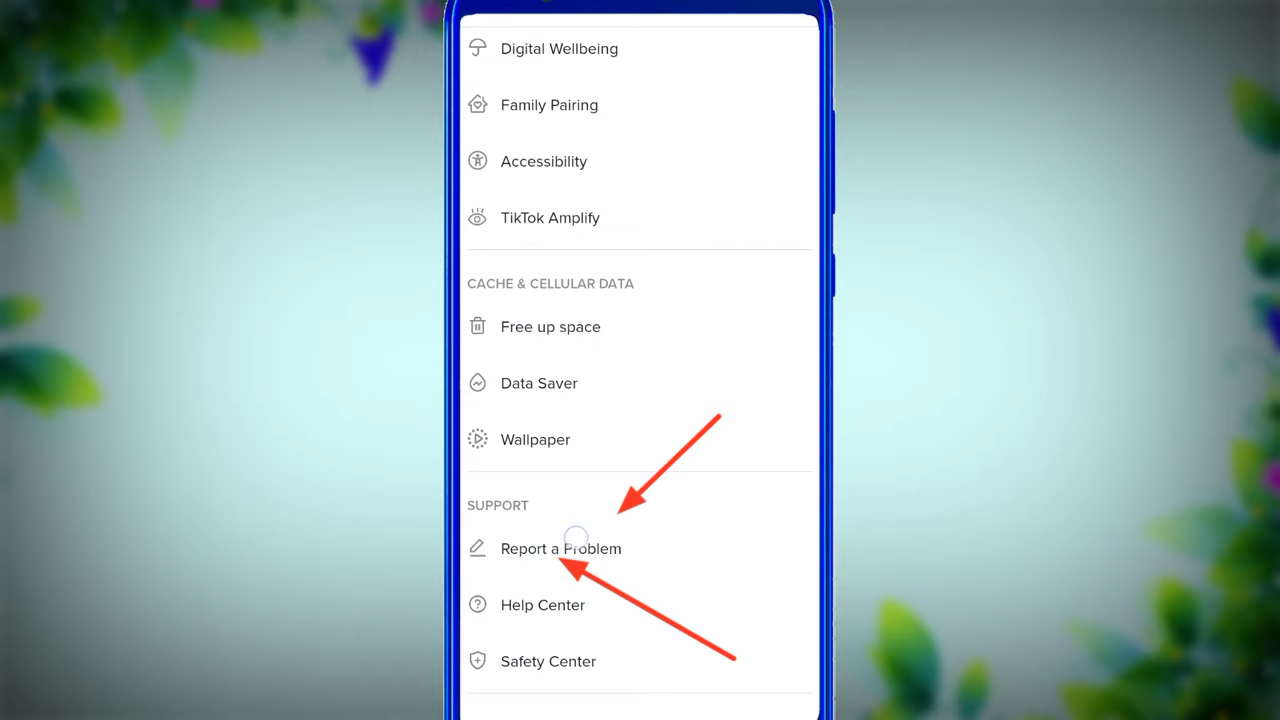 Digital Wellbeing
Family Pairing
Accessibility
TikTok Amplify
CACHE & CELLULAR DATA
Free up space
Data Saver
Wallpaper
SUPPORT
Report a Problem
Help Center
Safety Center